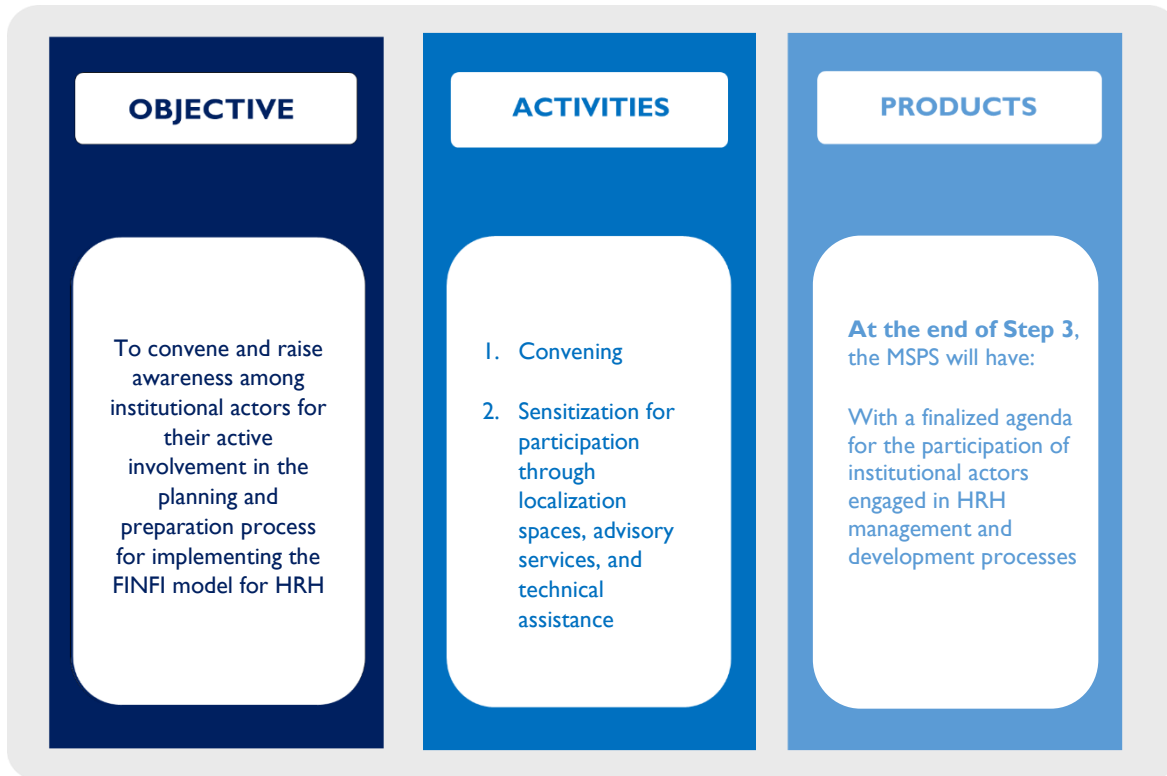 OBJECTIVE
To convene and raise
awareness among
institutional actors for
their active
involvement in the
planning and
preparation process
for implementing the
FINFI model for HRH
ACTIVITIES
1. Convening
2. Sensitization for
participation
through
localization
spaces, advisory
services, and
technical
assistance
PRODUCTS
At the end of Step 3,
the MSPS will have:
With a finalized agenda
for the participation of
institutional actors
engaged in HRH
management and
development processes